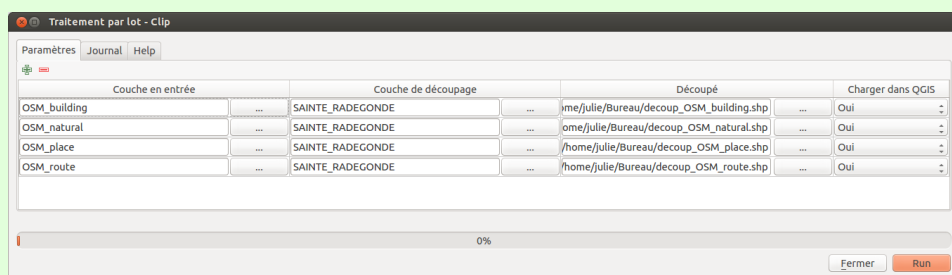 Traitement par lot - Clip
Paramètres Journal Help
Couche en entrée Couche de découpage Découpé Charger dans QGIS
OSM_building ... SAINTE_RADEGONDE ... me/julie/Bureau/decoup_OSM_building.shp ... Oui
OSM_natural ... SAINTE_RADEGONDE ... ome/julie/Bureau/decoup_OSM_natural.shp ... Oui
OSM_place ... SAINTE_RADEGONDE ... /home/julie/Bureau/decoup_OSM_place.shp ... Oui
OSM_route ... SAINTE_RADEGONDE ... /home/julie/Bureau/decoup_OSM_route.shp ... Oui
0%
Fermer Run